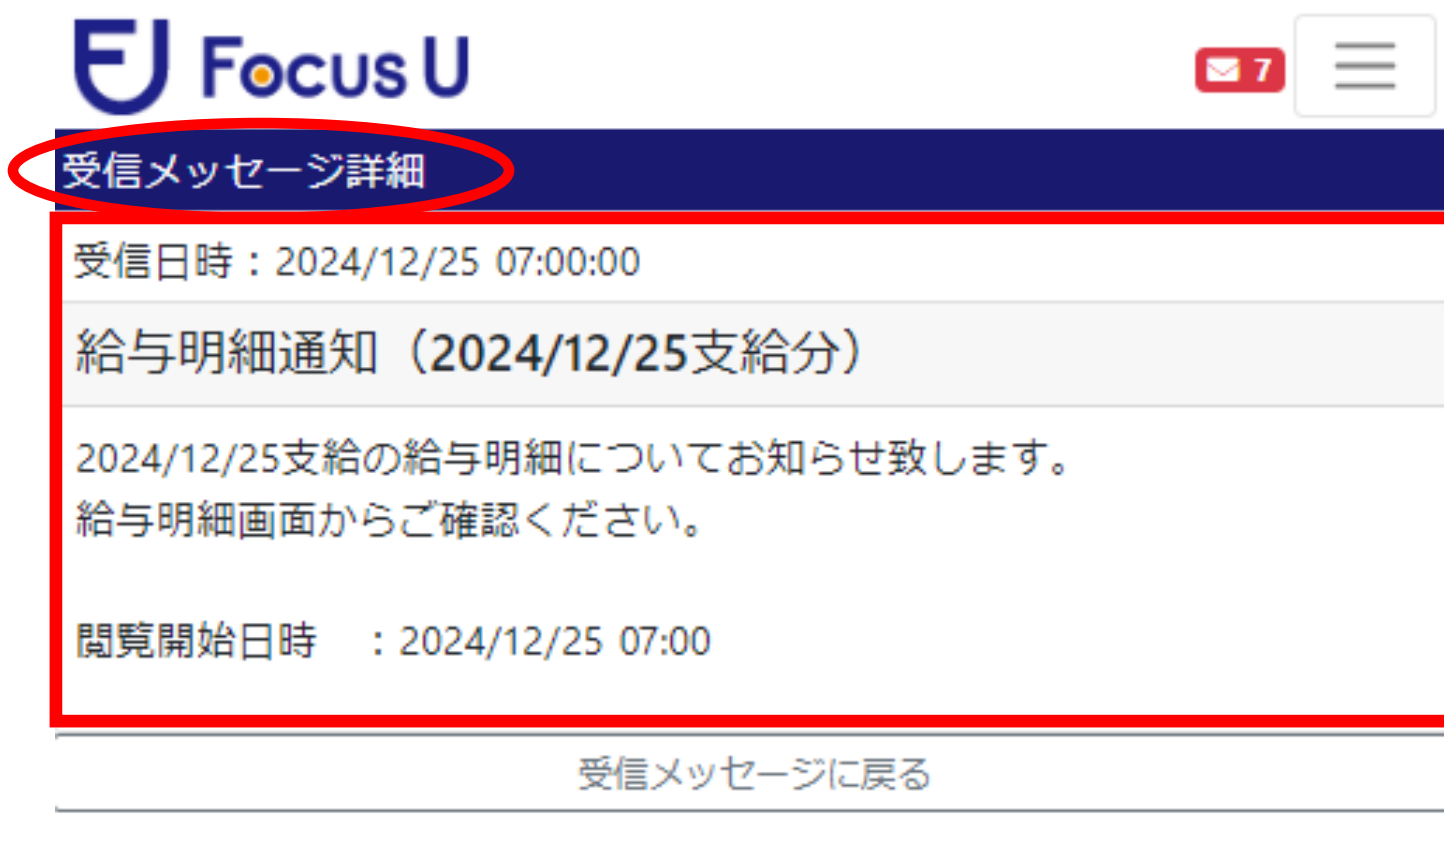 Focus U
7
受信メッセージ詳細
受信日時：2024/12/25 07:00:00
給与明細通知（2024/12/25支給分）
2024/12/25支給の給与明細についてお知らせ致します。
給与明細画面からご確認ください。
閲覧開始日時　：2024/12/25 07:00
受信メッセージに戻る